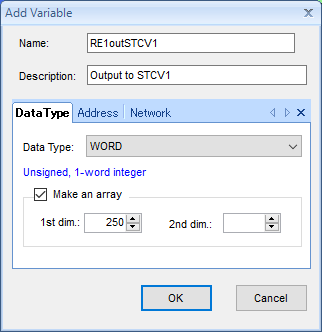 Add Variable
Name: RE1outSTCV1
Description: Output to STCV1
DataType Address Network
Data Type: WORD
Unsigned, 1-word integer
Make an array
1st dim.: 250 2nd dim.:
OK Cancel